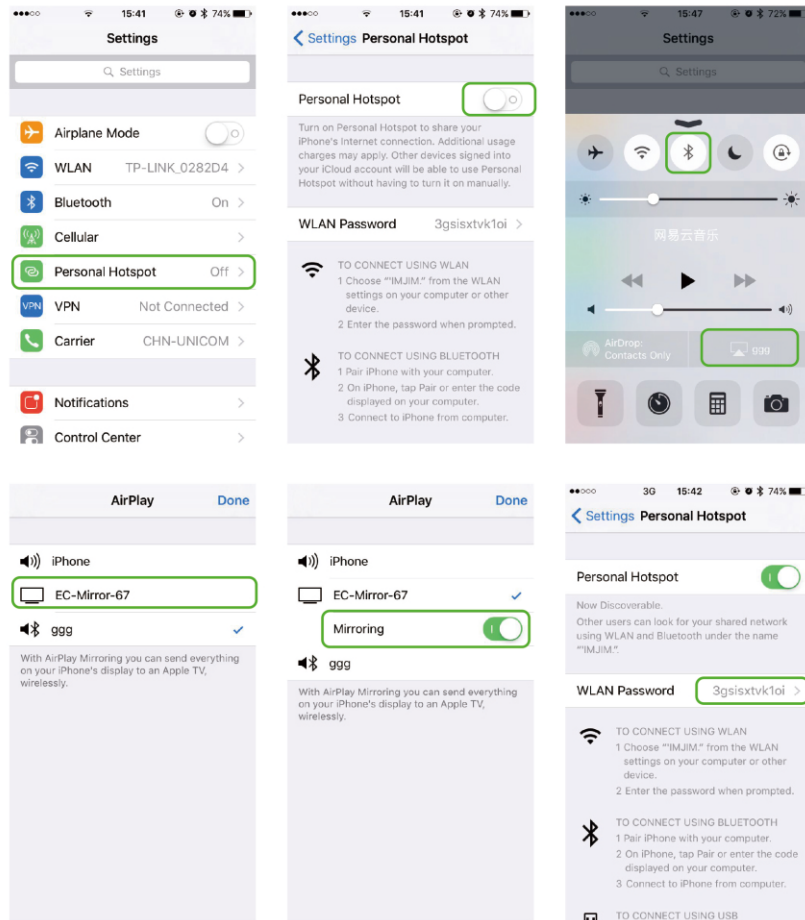 15:41
74%
Settings
Settings
Airplane Mode
WLAN TP-LINK_0282D4
Bluetooth On
Cellular
Personal Hotspot Off
VPN VPN Not Connected
Carrier CHN-UNICOM
Notifications
Control Center
15:41
74%
Settings Personal Hotspot
Personal Hotspot
Turn on Personal Hotspot to share your
iPhone's Internet connection. Additional usage
charges may apply. Other devices signed into
your iCloud account will be able to use Personal
Hotspot without having to turn it on manually.
WLAN Password 3gsisxtvk1oi
TO CONNECT USING WLAN
1 Choose “'IMJIM.” from the WLAN
settings on your computer or other
device.
2 Enter the password when prompted.
TO CONNECT USING BLUETOOTH
1 Pair iPhone with your computer.
2 On iPhone, tap Pair or enter the code
displayed on your computer.
3 Connect to iPhone from computer.
15:47
72%
Settings
Settings
网易云音乐
AirDrop:
Contacts Only
ggg
AirPlay Done
iPhone
EC-Mirror-67
ggg
With AirPlay Mirroring you can send everything
on your iPhone's display to an Apple TV,
wirelessly.
AirPlay Done
iPhone
EC-Mirror-67
Mirroring
ggg
With AirPlay Mirroring you can send everything
on your iPhone's display to an Apple TV,
wirelessly.
3G 15:42
74%
Settings Personal Hotspot
Personal Hotspot
Now Discoverable.
Other users can look for your shared network
using WLAN and Bluetooth under the name
“'IMJIM.”.
WLAN Password 3gsisxtvk1oi
TO CONNECT USING WLAN
1 Choose “'IMJIM.” from the WLAN
settings on your computer or other
device.
2 Enter the password when prompted.
TO CONNECT USING BLUETOOTH
1 Pair iPhone with your computer.
2 On iPhone, tap Pair or enter the code
displayed on your computer.
3 Connect to iPhone from computer.
TO CONNECT USING USB